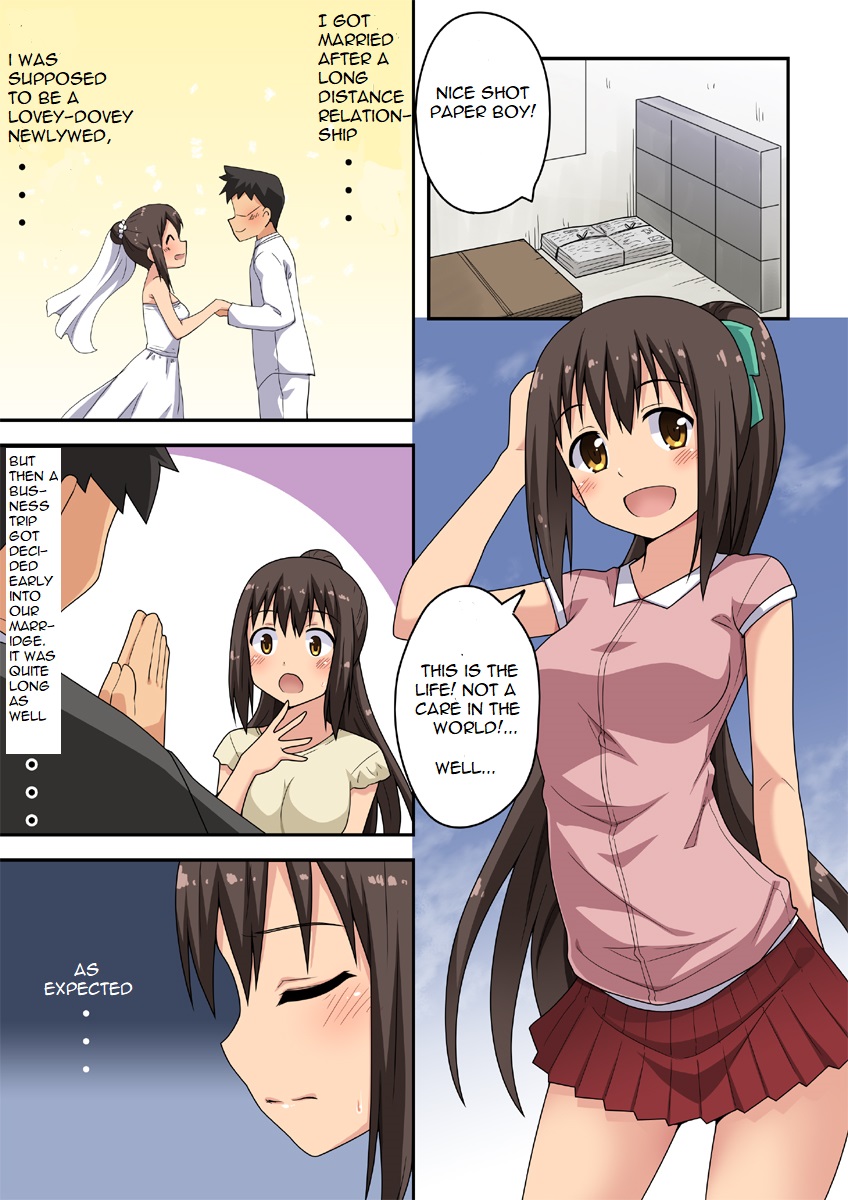 NICE SHOT
PAPER BOY!
THIS IS THE
LIFE! NOT A
CARE IN THE
WORLD!...
WELL...
I GOT
MARRIED
AFTER A
LONG
DISTANCE
RELATION-
SHIP
I WAS
SUPPOSED
TO BE A
LOVEY-DOVEY
NEWLYWED,
BUT
THEN A
BUS-
NESS
TRIP
GOT
DECI-
DED
EARLY
INTO
OUR
MARR-
IDGE.
IT WAS
QUITE
LONG
AS
WELL
AS
EXPECTED